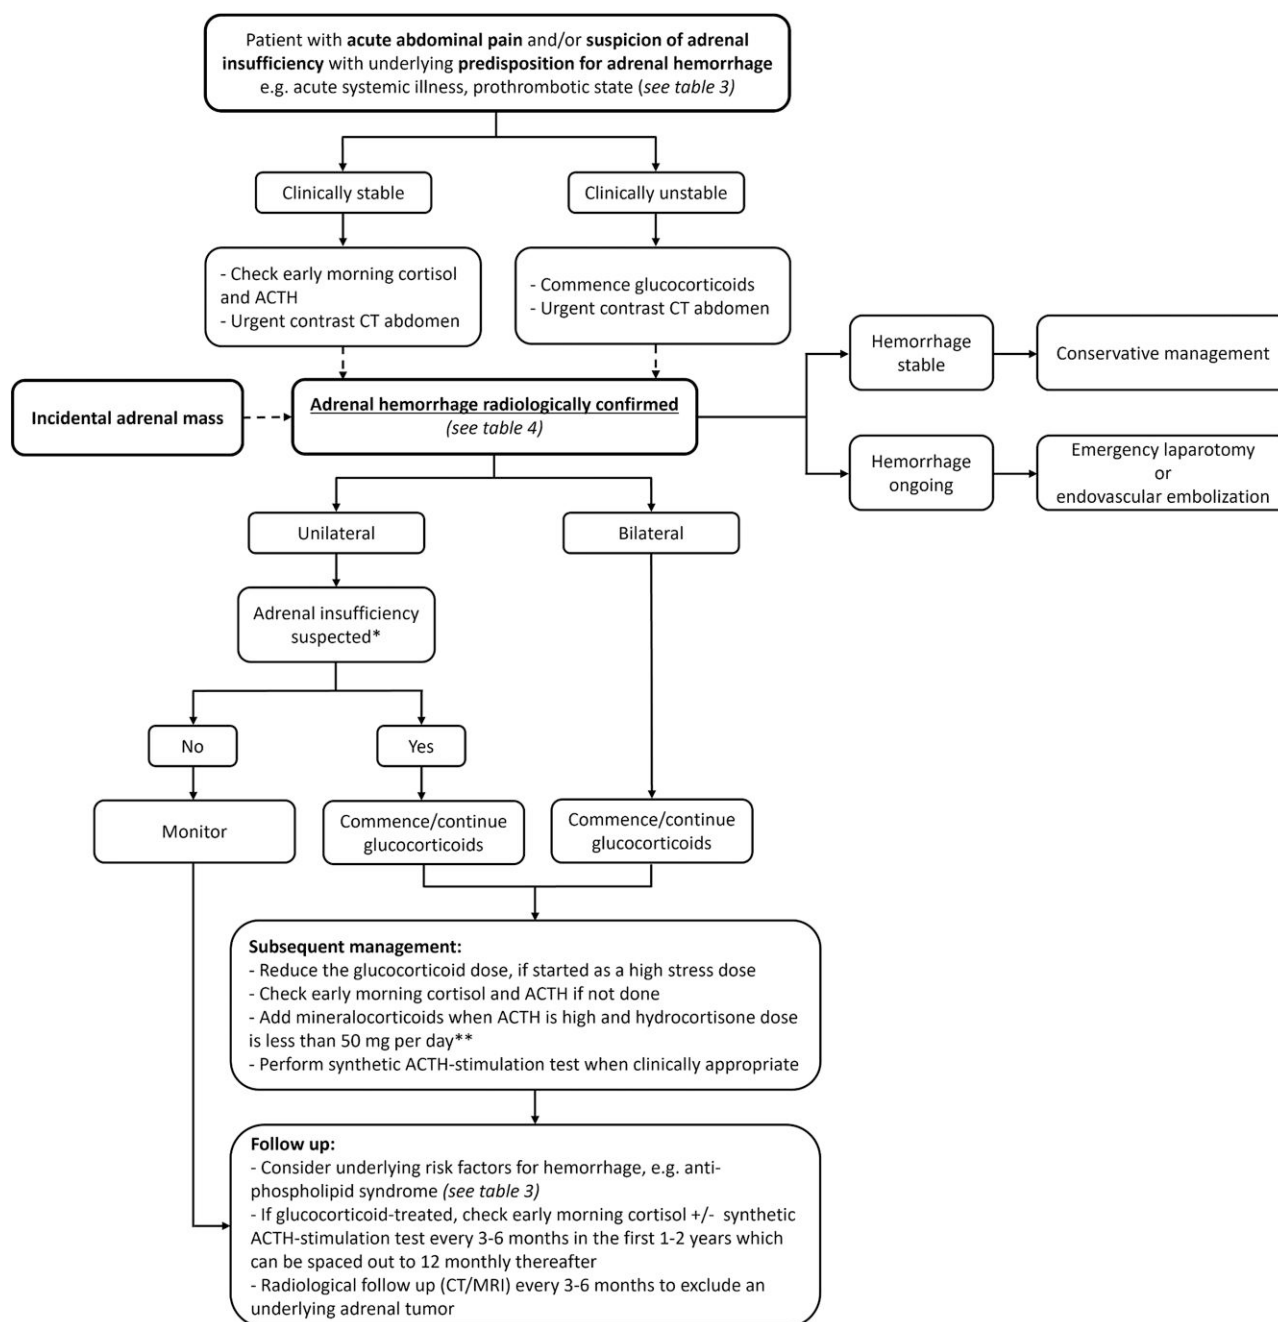 Patient with acute abdominal pain and/or suspicion of adrenal
insufficiency with underlying predisposition for adrenal hemorrhage
e.g. acute systemic illness, prothrombotic state (see table 3)
Clinically stable
Clinically unstable
- Check early morning cortisol
and ACTH
- Urgent contrast CT abdomen
- Commence glucocorticoids
- Urgent contrast CT abdomen
Incidental adrenal mass
Adrenal hemorrhage radiologically confirmed
(see table 4)
Hemorrhage
stable
Conservative management
Hemorrhage
ongoing
Emergency laparotomy
or
endovascular embolization
Unilateral
Bilateral
Adrenal insufficiency
suspected*
No
Yes
Monitor
Commence/continue
glucocorticoids
Commence/continue
glucocorticoids
Subsequent management:
- Reduce the glucocorticoid dose, if started as a high stress dose
- Check early morning cortisol and ACTH if not done
- Add mineralocorticoids when ACTH is high and hydrocortisone dose
is less than 50 mg per day**
- Perform synthetic ACTH-stimulation test when clinically appropriate
Follow up:
- Consider underlying risk factors for hemorrhage, e.g. anti-
phospholipid syndrome (see table 3)
- If glucocorticoid-treated, check early morning cortisol +/- synthetic
ACTH-stimulation test every 3-6 months in the first 1-2 years which
can be spaced out to 12 monthly thereafter
- Radiological follow up (CT/MRI) every 3-6 months to exclude an
underlying adrenal tumor